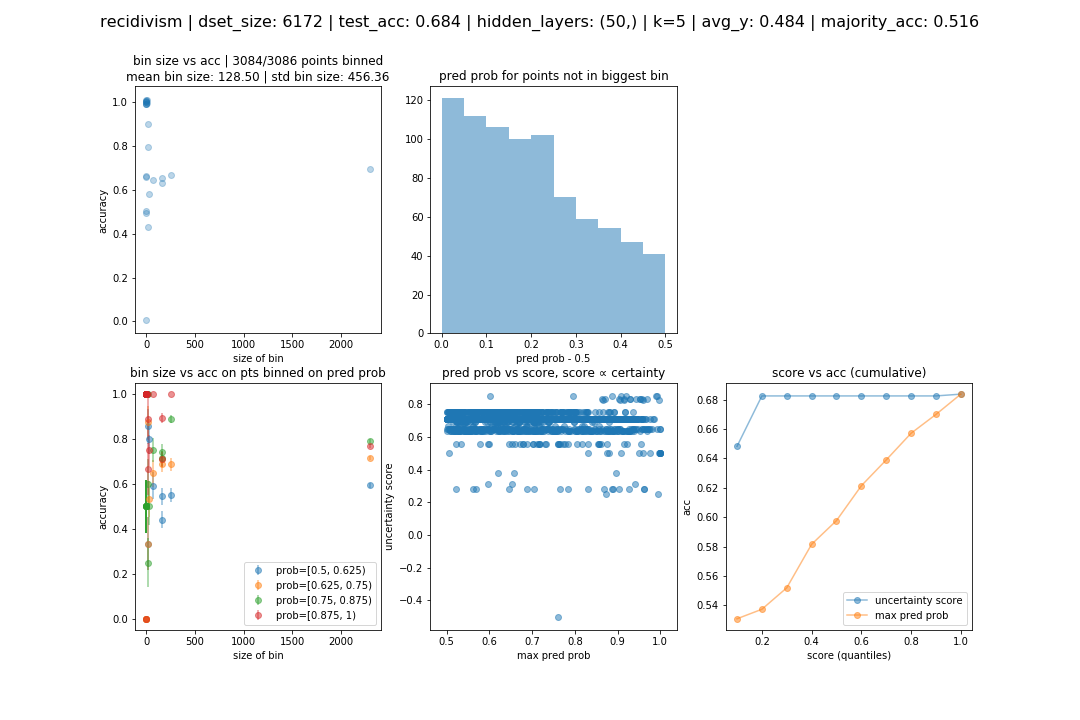 recidivism | dset_size: 6172 | test_acc: 0.684 | hidden_layers: (50,) | k=5 | avg_y: 0.484 | majority_acc: 0.516
bin size vs acc | 3084/3086 points binned
mean bin size: 128.50 | std bin size: 456.36
1.0
0.8
0.6
0.4
0.2
0.0
accuracy
0
500
1000
1500
2000
size of bin
pred prob for points not in biggest bin
120
100
80
60
40
20
0
0.0
0.1
0.2
0.3
0.4
0.5
pred prob - 0.5
bin size vs acc on pts binned on pred prob
1.0
0.8
0.6
0.4
0.2
0.0
accuracy
prob=[0.5, 0.625)
prob=[0.625, 0.75)
prob=[0.75, 0.875)
prob=[0.875, 1)
0
500
1000
1500
2000
size of bin
pred prob vs score, score ∝ certainty
0.8
0.6
0.4
0.2
0.0
−0.2
−0.4
uncertainty score
0.5
0.6
0.7
0.8
0.9
1.0
max pred prob
score vs acc (cumulative)
0.68
0.66
0.64
0.62
0.60
0.58
0.56
0.54
acc
uncertainty score
max pred prob
0.2
0.4
0.6
0.8
1.0
score (quantiles)